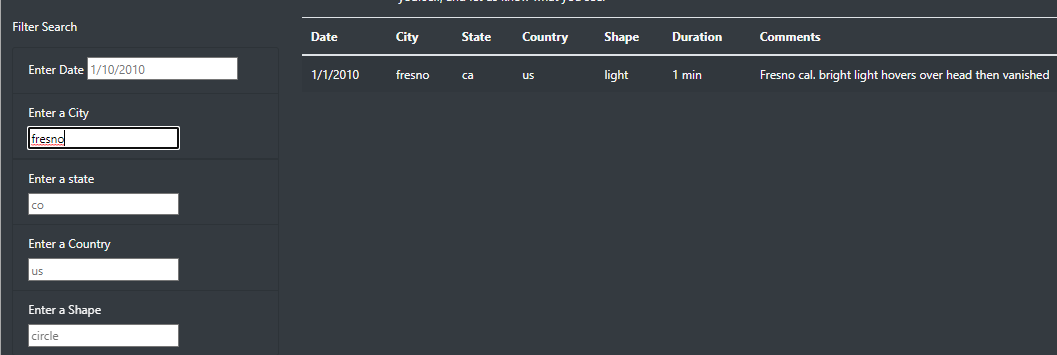 Filter Search
Enter Date 1/10/2010
Enter a City
fresno
Enter a state
co
Enter a Country
us
Enter a Shape
circle
Date City State Country Shape Duration Comments
1/1/2010 fresno ca us light 1 min Fresno cal. bright light hovers over head then vanished